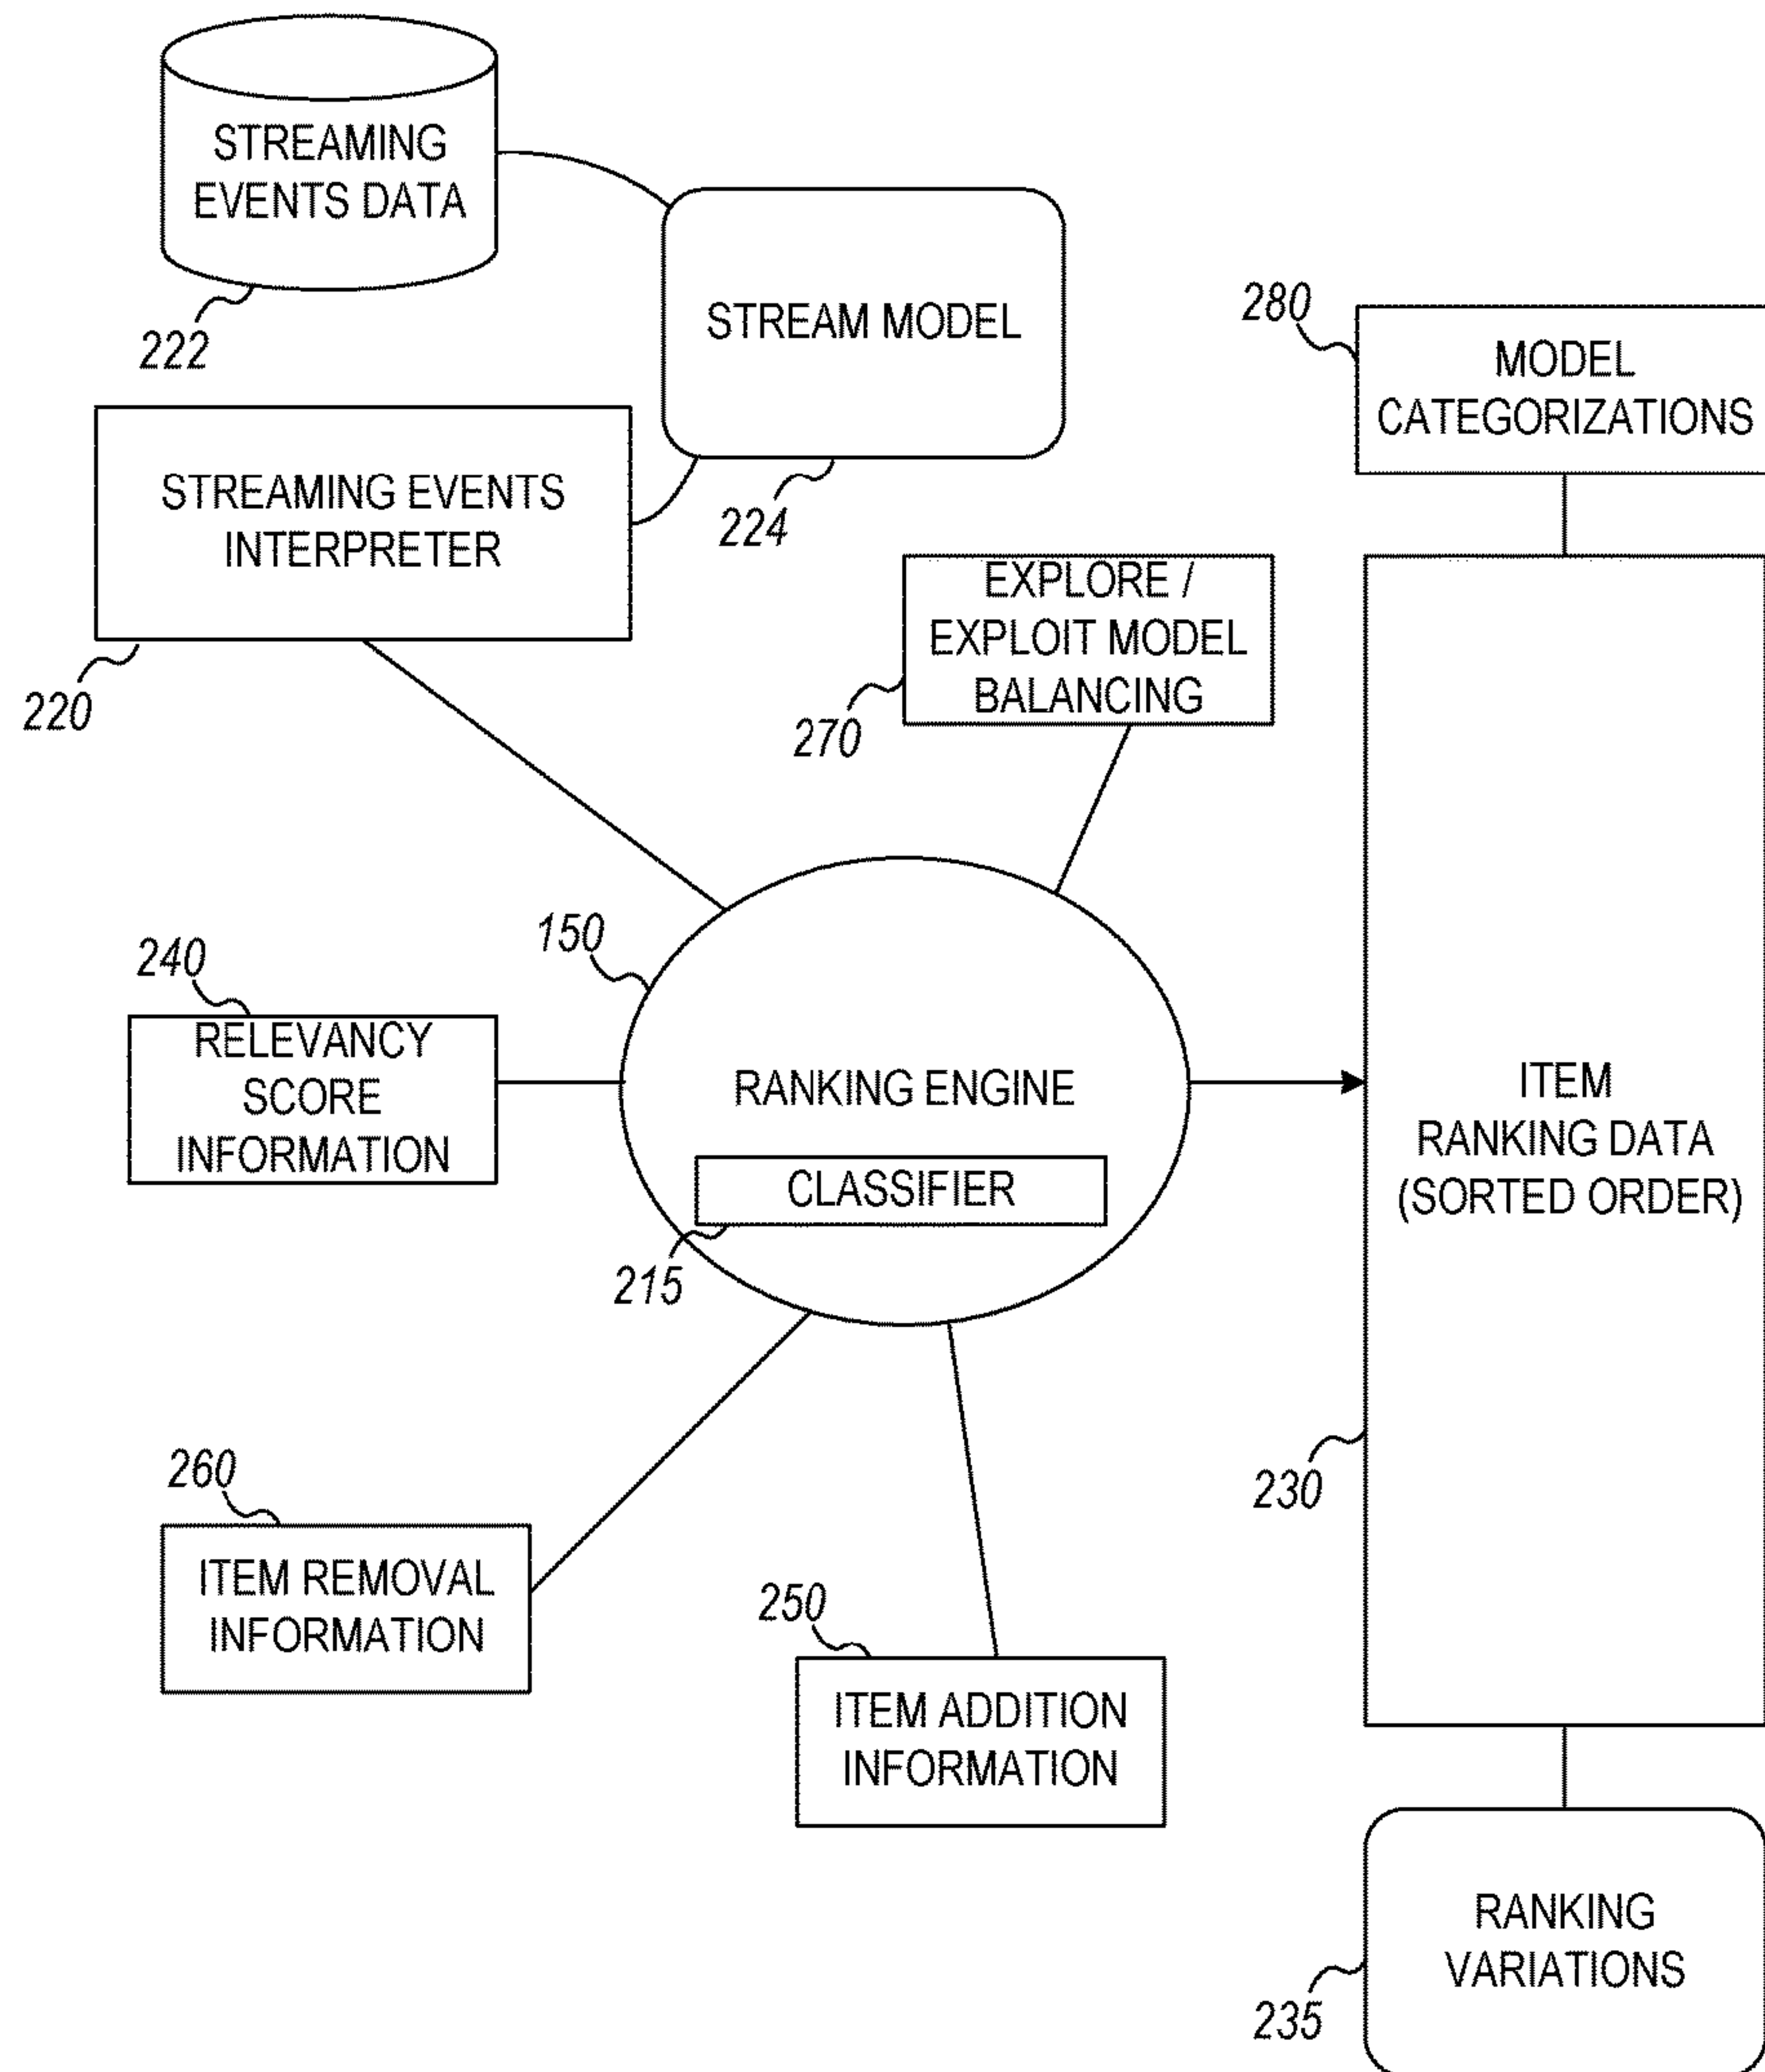 STREAMING
EVENTS DATA
222
STREAM MODEL
224
280
MODEL
CATEGORIZATIONS
STREAMING EVENTS
INTERPRETER
220
EXPLORE /
EXPLOIT MODEL
BALANCING
270
150
240
RELEVANCY
SCORE
INFORMATION
RANKING ENGINE
CLASSIFIER
215
ITEM
RANKING DATA
(SORTED ORDER)
230
260
ITEM REMOVAL
INFORMATION
250
ITEM ADDITION
INFORMATION
RANKING
VARIATIONS
235